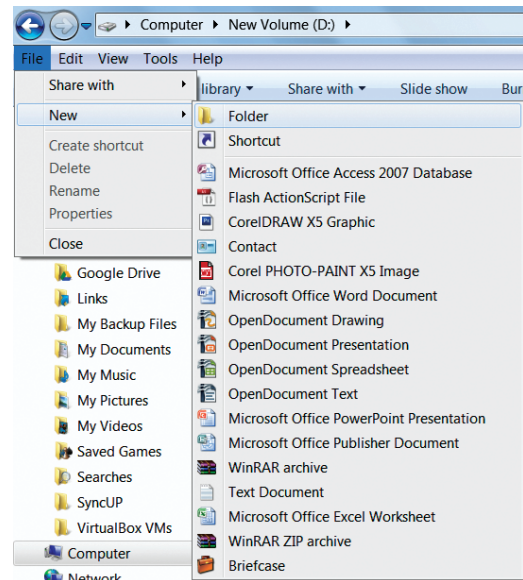 Computer New Volume (D:)
File Edit View Tools Help
Share with
library Share with Slide show
New
Folder
Shortcut
Create shortcut
Delete
Rename
Properties
Close
Microsoft Office Access 2007 Database
Flash ActionScript File
CorelDRAW X5 Graphic
Contact
Corel PHOTO-PAINT X5 Image
Microsoft Office Word Document
OpenDocument Drawing
OpenDocument Presentation
OpenDocument Spreadsheet
OpenDocument Text
Microsoft Office PowerPoint Presentation
Microsoft Office Publisher Document
WinRAR archive
Text Document
Microsoft Office Excel Worksheet
WinRAR ZIP archive
Briefcase
Google Drive
Links
My Backup Files
My Documents
My Music
My Pictures
My Videos
Saved Games
Searches
SyncUP
VirtualBox VMs
Computer
Network